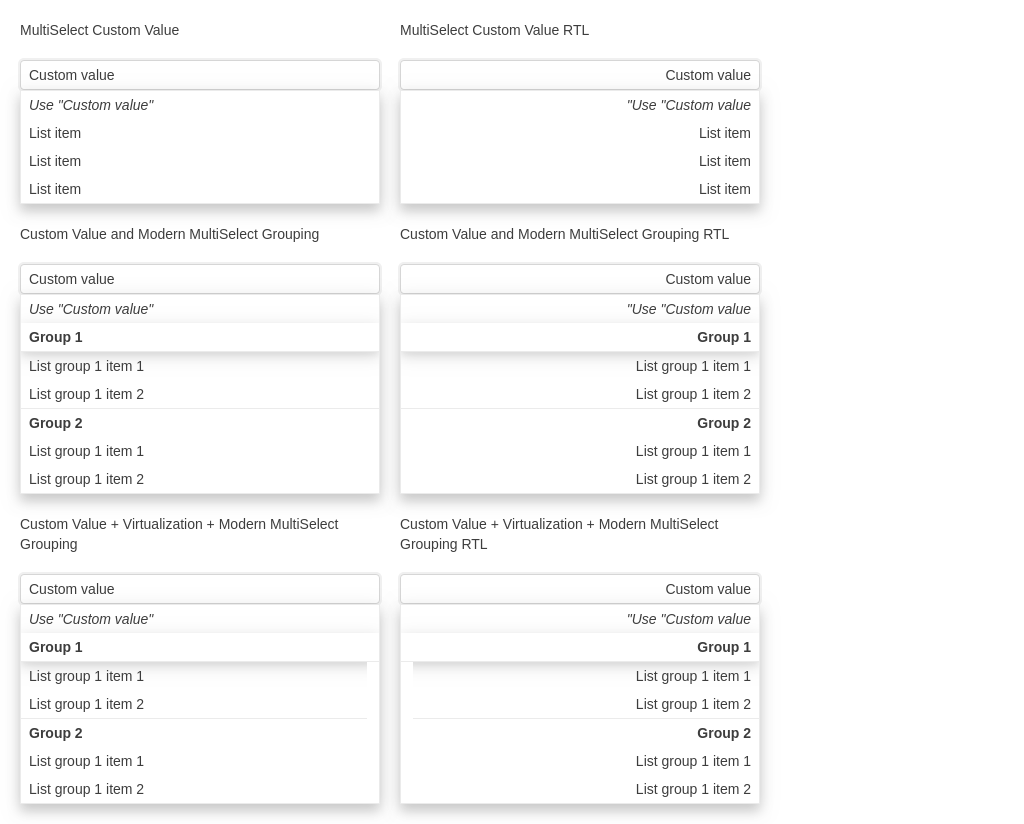 MultiSelect Custom Value
Custom value
Use "Custom value"
List item
List item
List item
MultiSelect Custom Value RTL
Custom value
"Use "Custom value
List item
List item
List item
Custom Value and Modern MultiSelect Grouping
Custom value
Use "Custom value"
Group 1
List group 1 item 1
List group 1 item 2
Group 2
List group 1 item 1
List group 1 item 2
Custom Value and Modern MultiSelect Grouping RTL
Custom value
"Use "Custom value
Group 1
List group 1 item 1
List group 1 item 2
Group 2
List group 1 item 1
List group 1 item 2
Custom Value + Virtualization + Modern MultiSelect
Grouping
Custom value
Use "Custom value"
Group 1
List group 1 item 1
List group 1 item 2
Group 2
List group 1 item 1
List group 1 item 2
Custom Value + Virtualization + Modern MultiSelect
Grouping RTL
Custom value
"Use "Custom value
Group 1
List group 1 item 1
List group 1 item 2
Group 2
List group 1 item 1
List group 1 item 2